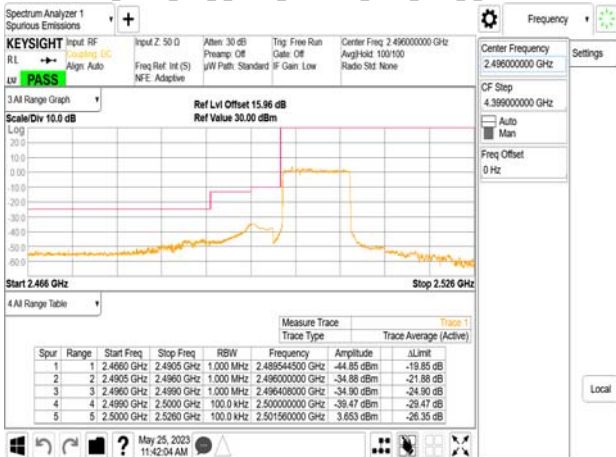 Spectrum Analyzer 1
Spurious Emissions
Frequency
KEYSIGHT Input: RF Input Z: 50 Ω Atten: 30 dB Trig: Free Run Center Freq: 2.496000000 GHz
RL Coupling: DC Preamp: Off Gate: Off Avg|Hold: 100/100
Align: Auto Freq Ref: Int (S) µW Path: Standard IF Gain: Low Radio Std: None
LV PASS NFE: Adaptive
Center Frequency
2.496000000 GHz
Settings
CF Step
4.399000000 GHz
Auto
Man
Freq Offset
0 Hz
Local
3 All Range Graph
Ref Lvl Offset 15.96 dB
Scale/Div 10.0 dB Ref Value 30.00 dBm
Log
20.0
10.0
0.00
-10.0
-20.0
-30.0
-40.0
-50.0
-60.0
Start 2.466 GHz Stop 2.526 GHz
4 All Range Table
Measure Trace Trace 1
Trace Type Trace Average (Active)
Spur Range Start Freq Stop Freq RBW Frequency Amplitude ΔLimit
1 1 2.4660 GHz 2.4905 GHz 1.000 MHz 2.489544500 GHz -44.85 dBm -19.85 dB
2 2 2.4905 GHz 2.4960 GHz 1.000 MHz 2.496000000 GHz -34.88 dBm -21.88 dB
3 3 2.4960 GHz 2.4990 GHz 1.000 MHz 2.496408000 GHz -34.90 dBm -24.90 dB
4 4 2.4990 GHz 2.5000 GHz 100.0 kHz 2.500000000 GHz -39.47 dBm -29.47 dB
5 5 2.5000 GHz 2.5260 GHz 100.0 kHz 2.501560000 GHz 3.653 dBm -26.35 dB
May 25, 2023
11:42:04 AM